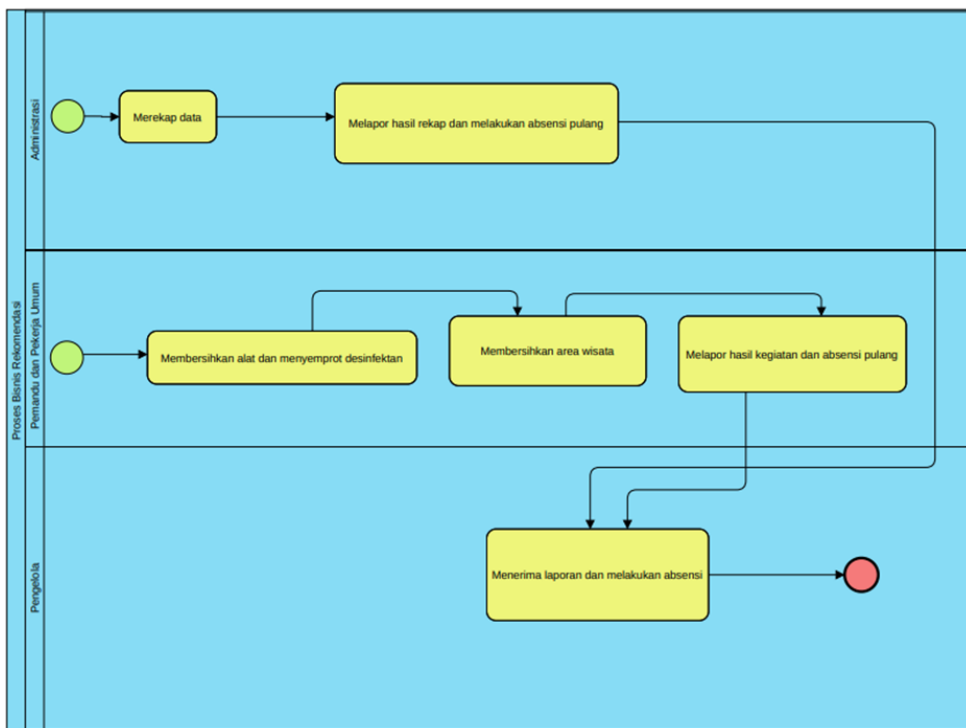 Proses Bisnis Rekomendasi
Administrasi
Merekap data
Melapor hasil rekap dan melakukan absensi pulang
Pemandu dan Pekerja Umum
Membersihkan alat dan menyemprot desinfektan
Membersihkan area wisata
Melapor hasil kegiatan dan absensi pulang
Pengelola
Menerima laporan dan melakukan absensi